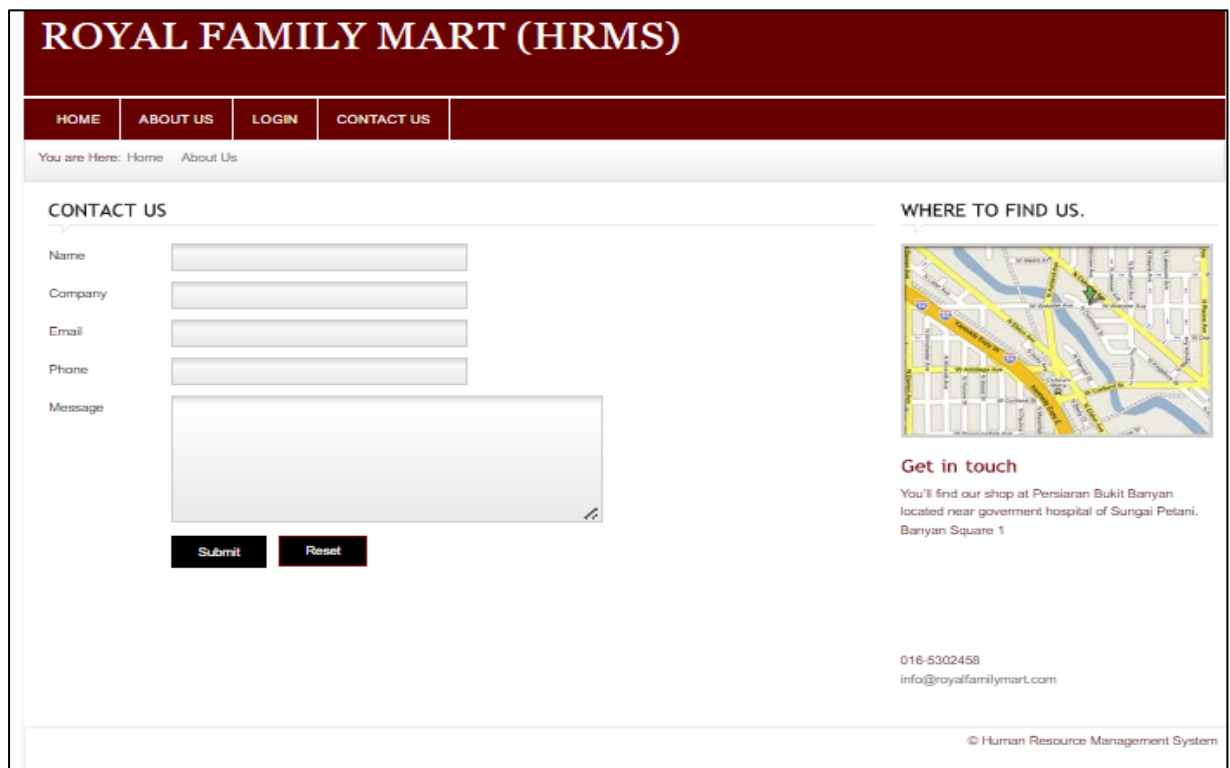 ROYAL FAMILY MART (HRMS)
HOME ABOUT US LOGIN CONTACT US
You are Here: Home About Us
CONTACT US
Name
Company
Email
Phone
Message
Submit Reset
WHERE TO FIND US.
Get in touch
You'll find our shop at Persiaran Bukit Banyan
located near goverment hospital of Sungai Petani.
Banyan Square 1
016-5302458
info@royalfamilymart.com
© Human Resource Management System